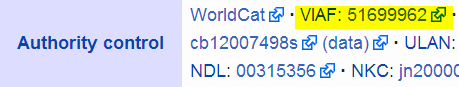 WorldCat · VIAF: 51699962 ·
Authority control cb12007498s (data) · ULAN:
NDL: 00315356 · NKC: jn20000